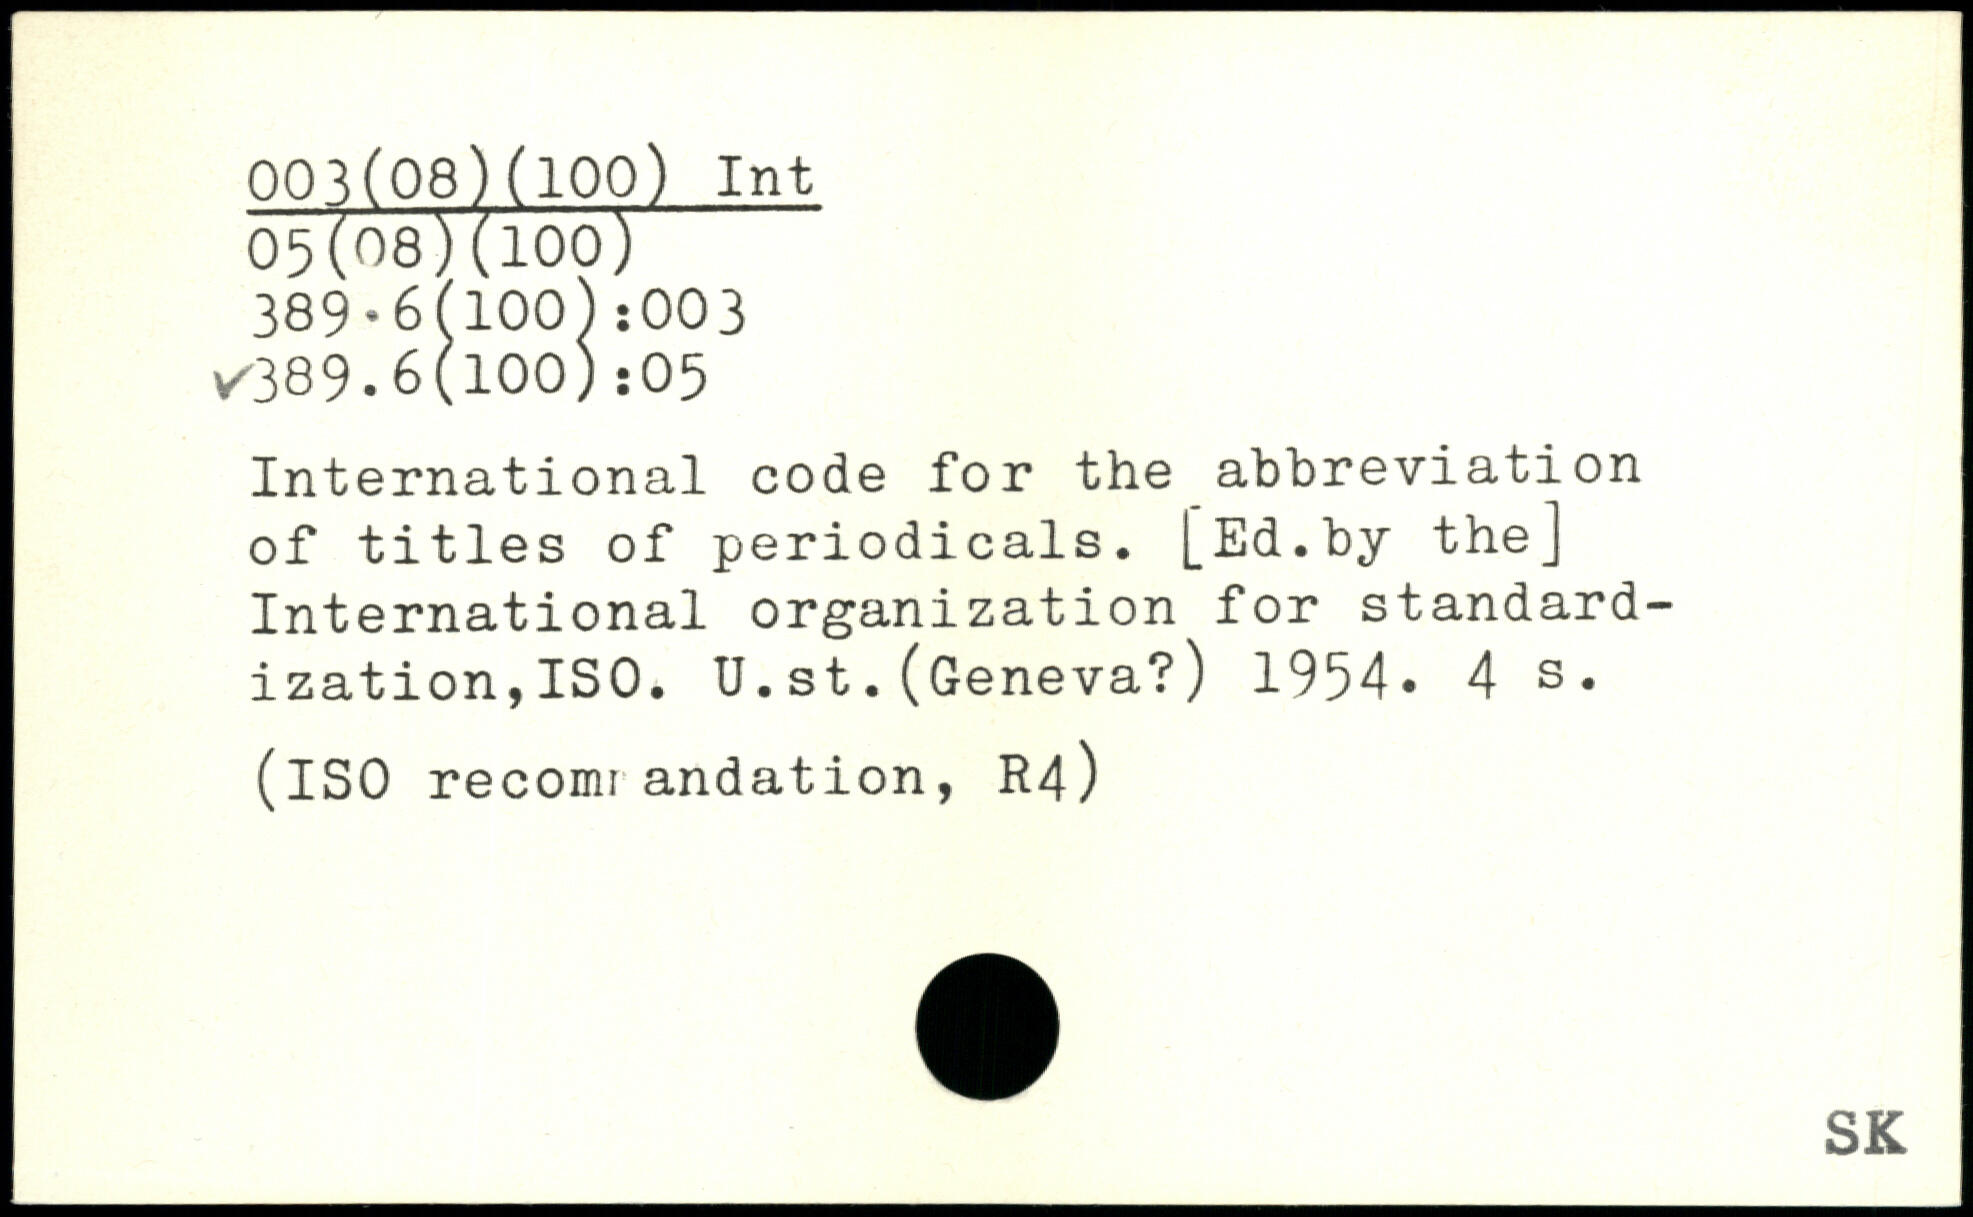 003(08)(100) Int
05(08)(100)
389.6(100):003
✓389.6(100):05
International code for the abbreviation
of titles of periodicals. [Ed.by the]
International organization for standard-
ization,ISO. U.st.(Geneva?) 1954. 4 s.
(ISO recommandation, R4)
SK